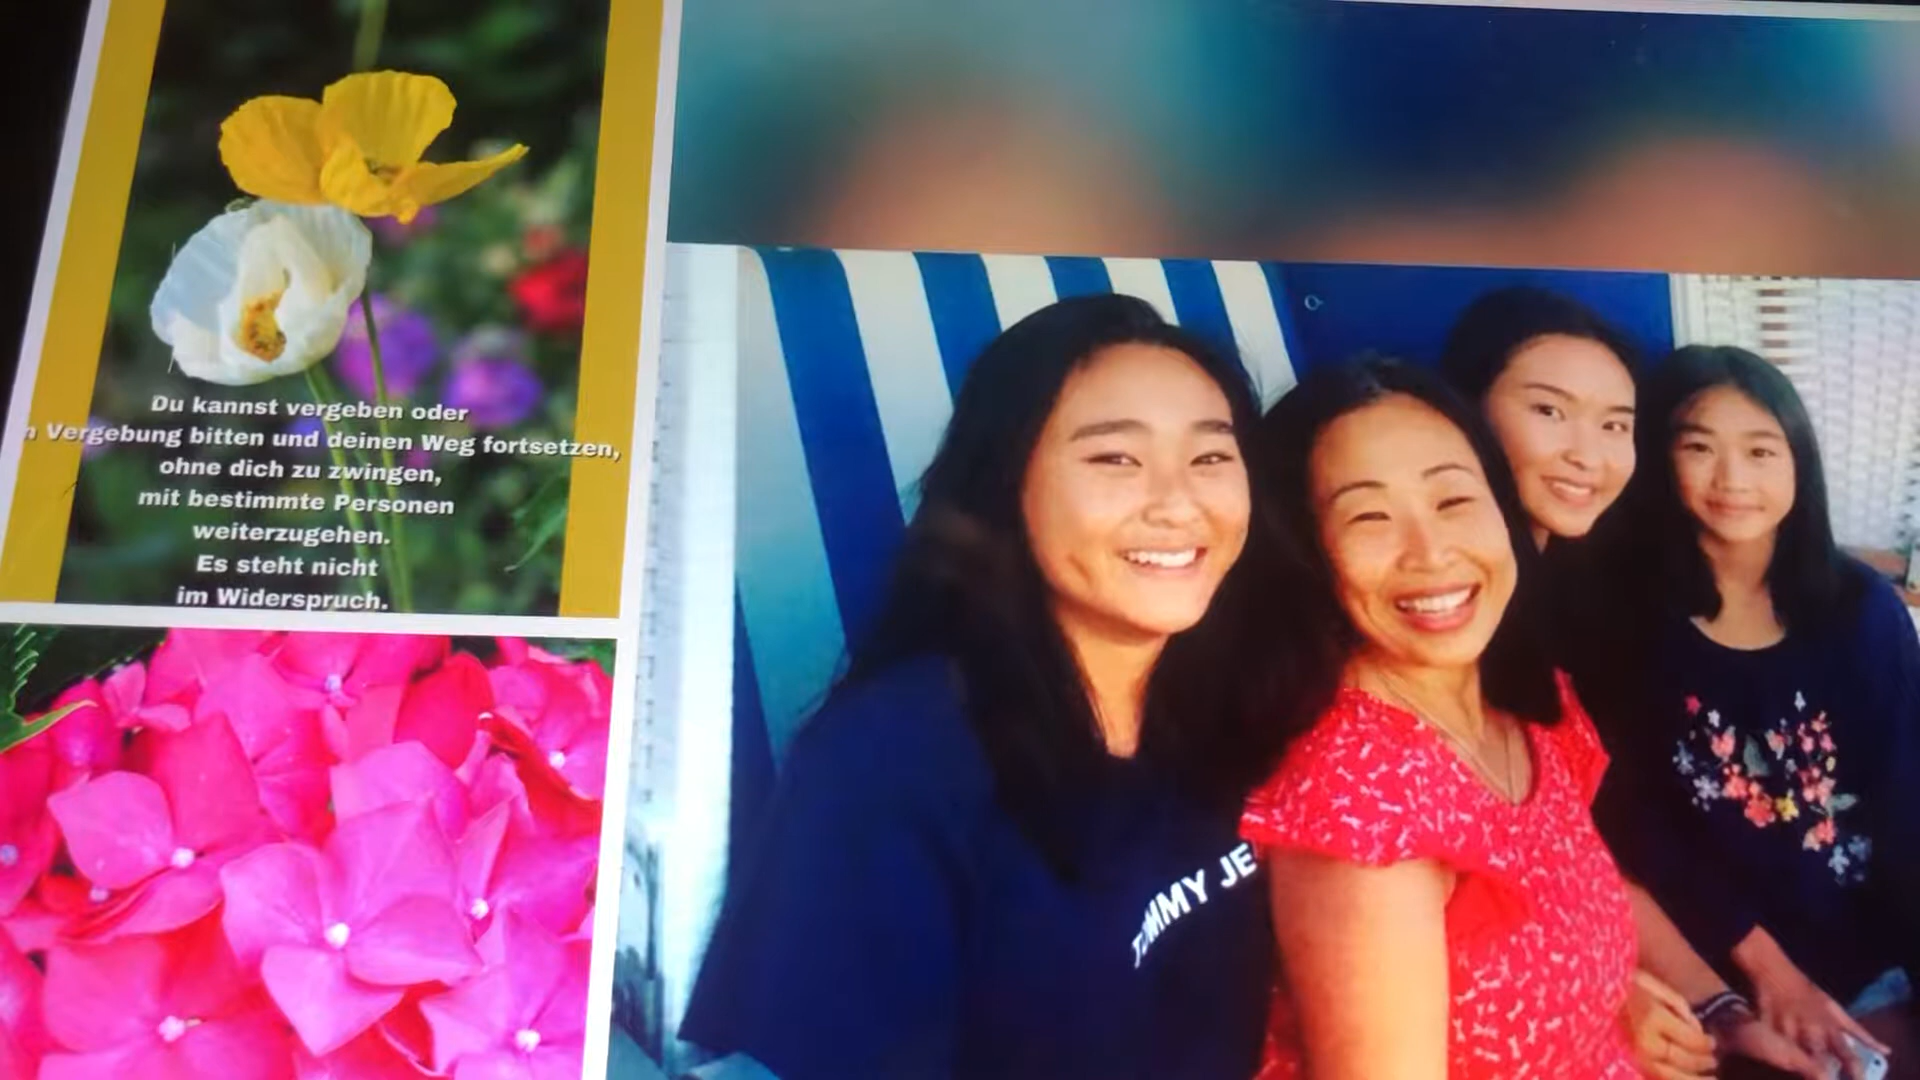 Du kannst vergeben oder
Vergebung bitten und deinen Weg fortsetzen,
ohne dich zu zwingen,
mit bestimmte Personen
weiterzugehen.
Es steht nicht
im Widerspruch.
TOMMY JE